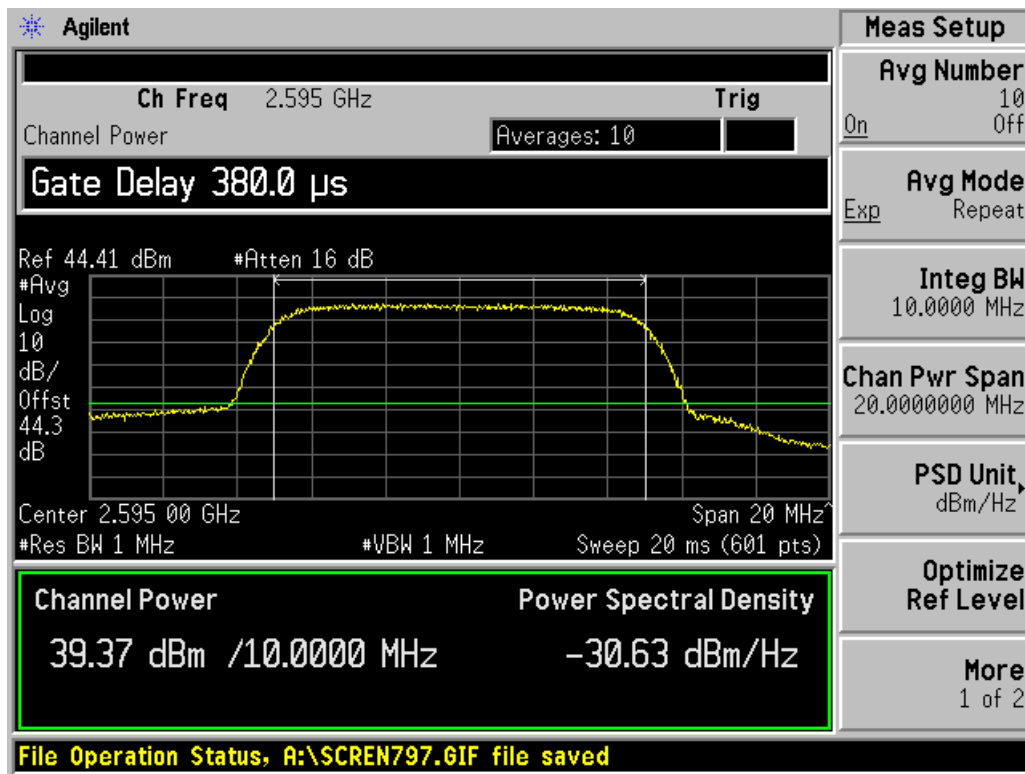 Agilent
Ch Freq 2.595 GHz Trig
Channel Power Averages: 10
Gate Delay 380.0 µs
Ref 44.41 dBm #Atten 16 dB
#Avg
Log
10
dB/
Offst
44.3
dB
Center 2.595 00 GHz Span 20 MHz^
#Res BW 1 MHz #VBW 1 MHz Sweep 20 ms (601 pts)
Channel Power Power Spectral Density
39.37 dBm /10.0000 MHz -30.63 dBm/Hz
File Operation Status, A:\SCREN797.GIF file saved
Meas Setup
Avg Number
10
On Off
Avg Mode
Exp Repeat
Integ BW
10.0000 MHz
Chan Pwr Span
20.0000000 MHz
PSD Unit
dBm/Hz
Optimize
Ref Level
More
1 of 2